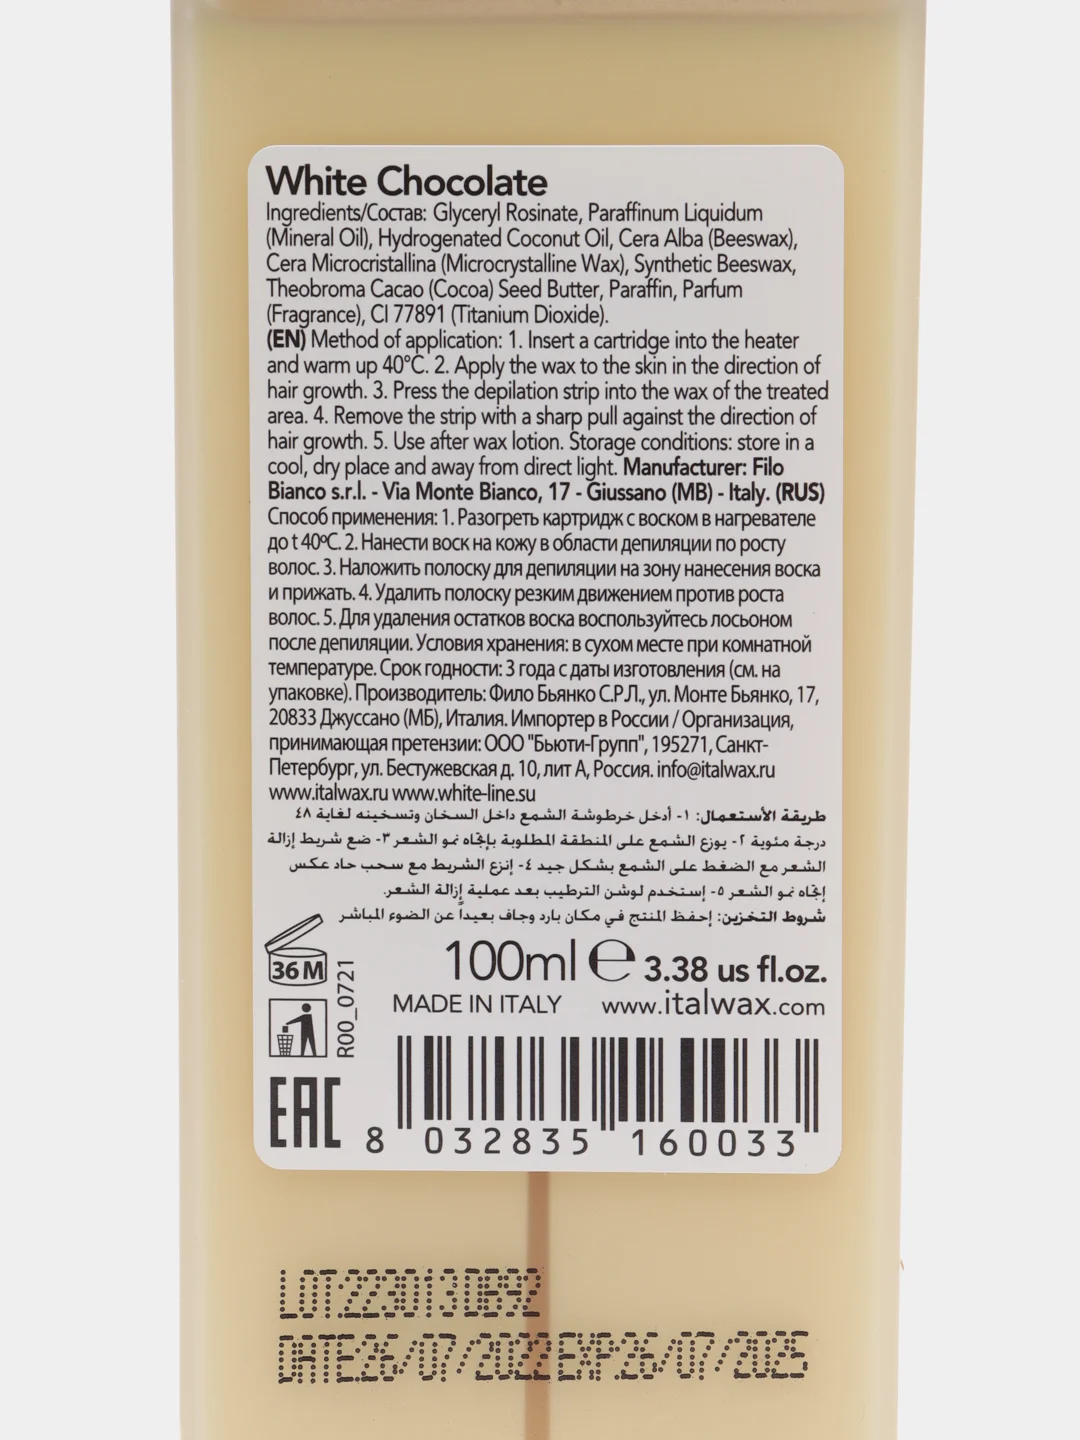 White Chocolate
Ingredients/Состав: Glyceryl Rosinate, Paraffinum Liquidum
(Mineral Oil), Hydrogenated Coconut Oil, Cera Alba (Beeswax),
Cera Microcristallina (Microcrystalline Wax), Synthetic Beeswax,
Theobroma Cacao (Cocoa) Seed Butter, Paraffin, Parfum
(Fragrance), CI 77891 (Titanium Dioxide).
(EN) Method of application: 1. Insert a cartridge into the heater
and warm up 40°C. 2. Apply the wax to the skin in the direction of
hair growth. 3. Press the depilation strip into the wax of the treated
area. 4. Remove the strip with a sharp pull against the direction of
hair growth. 5. Use after wax lotion. Storage conditions: store in a
cool, dry place and away from direct light. Manufacturer: Filo
Bianco s.r.l. - Via Monte Bianco, 17 - Giussano (MB) - Italy. (RUS)
Способ применения: 1. Разогреть картридж с воском в нагревателе
до t 40ºC. 2. Нанести воск на кожу в области депиляции по росту
волос. 3. Наложить полоску для депиляции на зону нанесения воска
и прижать. 4. Удалить полоску резким движением против роста
волос. 5. Для удаления остатков воска воспользуйтесь лосьоном
после депиляции. Условия хранения: в сухом месте при комнатной
температуре. Срок годности: 3 года с даты изготовления (см. на
упаковке). Производитель: Фило Бьянко С.Р.Л., ул. Монте Бьянко, 17,
20833 Джуссано (МБ), Италия. Импортер в России / Организация,
принимающая претензии: ООО "Бьюти-Групп", 195271, Санкт-
Петербург, ул. Бестужевская д. 10, лит А, Россия. info@italwax.ru
www.italwax.ru www.white-line.su
طريقة الأستعمال: ١- أدخل خرطوشة الشمع داخل السخان وتسخينه لغاية ٤٨
درجة مئوية ٢- يوزع الشمع على المنطقة المطلوبة بإتجاه نمو الشعر ٣- ضع شريط إزالة
الشعر مع الضغط على الشمع بشكل جيد ٤- إنزع الشريط مع سحب حاد عكس
إتجاه نمو الشعر ٥- إستخدم لوشن الترطيب بعد عملية إزالة الشعر.
شروط التخزين: إحفظ المنتج في مكان بارد وجاف بعيداً عن الضوء المباشر
36 M
R00_0721
100ml ℮ 3.38 us fl.oz.
MADE IN ITALY www.italwax.com
EAC
8 032835 160033
LOT:2230130892
DATE:26/07/2022 EXP:26/07/2025